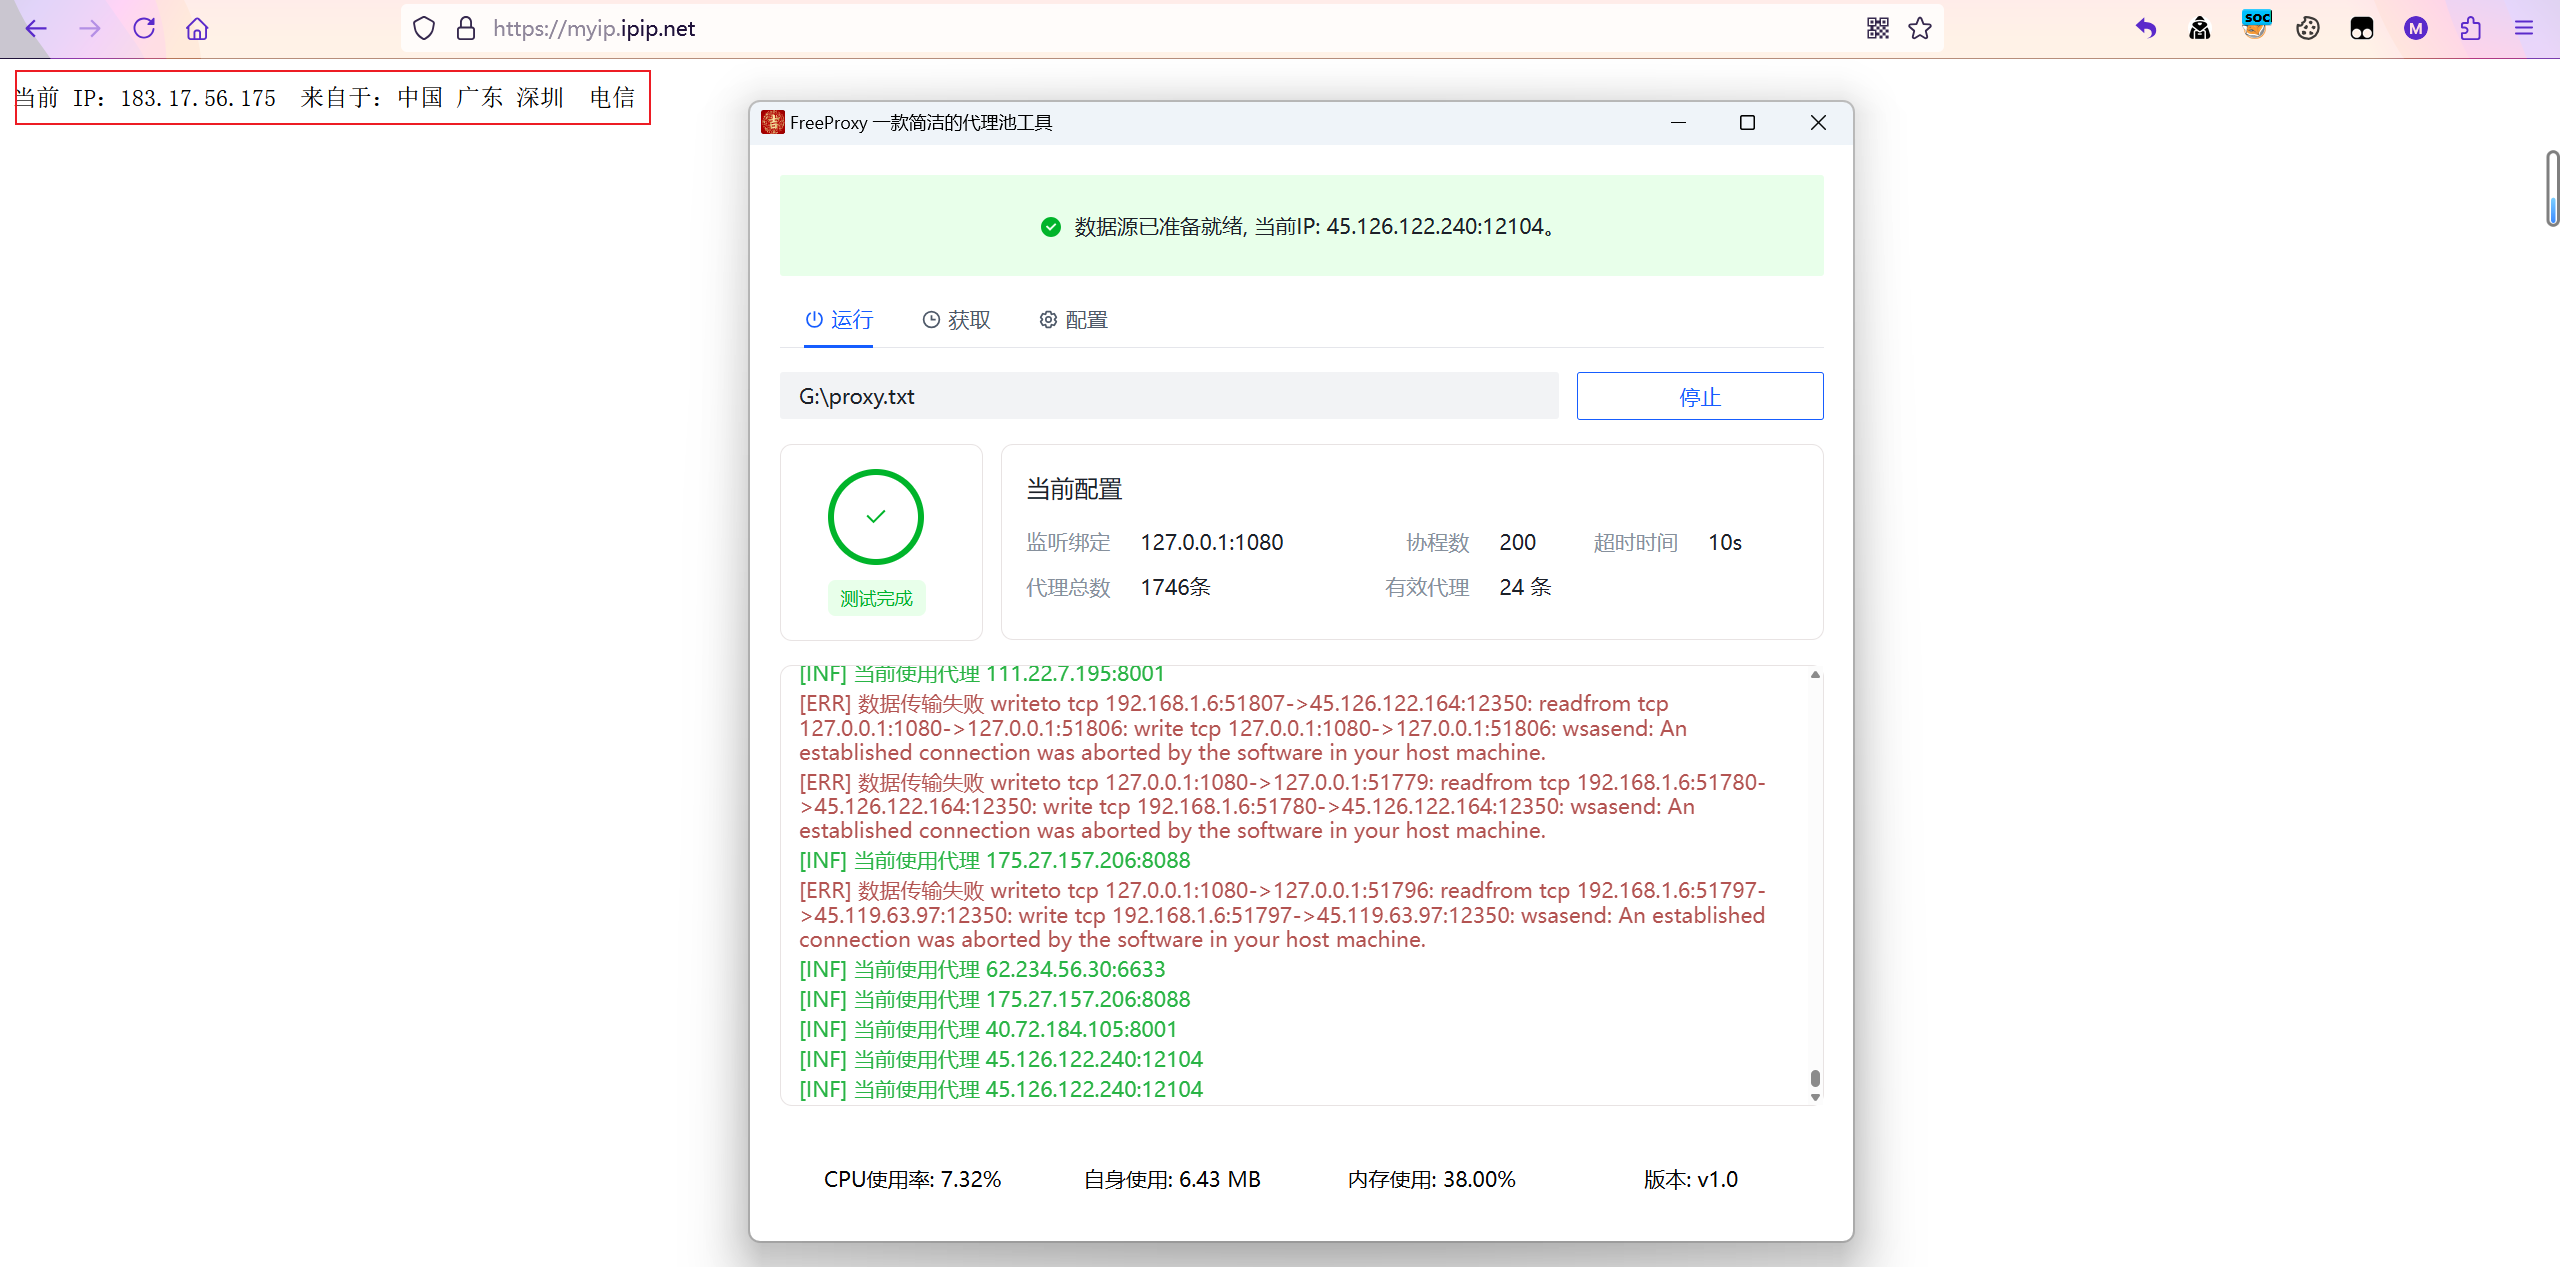 https://myip.ipip.net
soc
M
当前 IP：183.17.56.175  来自于：中国 广东 深圳  电信
FreeProxy 一款简洁的代理池工具
数据源已准备就绪, 当前IP: 45.126.122.240:12104。
运行 获取 配置
G:\proxy.txt 停止
测试完成
当前配置
监听绑定 127.0.0.1:1080 协程数 200 超时时间 10s
代理总数 1746条 有效代理 24 条
[INF] 当前使用代理 111.22.7.195:8001
[ERR] 数据传输失败 writeto tcp 192.168.1.6:51807->45.126.122.164:12350: readfrom tcp
127.0.0.1:1080->127.0.0.1:51806: write tcp 127.0.0.1:1080->127.0.0.1:51806: wsasend: An
established connection was aborted by the software in your host machine.
[ERR] 数据传输失败 writeto tcp 127.0.0.1:1080->127.0.0.1:51779: readfrom tcp 192.168.1.6:51780-
>45.126.122.164:12350: write tcp 192.168.1.6:51780->45.126.122.164:12350: wsasend: An
established connection was aborted by the software in your host machine.
[INF] 当前使用代理 175.27.157.206:8088
[ERR] 数据传输失败 writeto tcp 127.0.0.1:1080->127.0.0.1:51796: readfrom tcp 192.168.1.6:51797-
>45.119.63.97:12350: write tcp 192.168.1.6:51797->45.119.63.97:12350: wsasend: An established
connection was aborted by the software in your host machine.
[INF] 当前使用代理 62.234.56.30:6633
[INF] 当前使用代理 175.27.157.206:8088
[INF] 当前使用代理 40.72.184.105:8001
[INF] 当前使用代理 45.126.122.240:12104
[INF] 当前使用代理 45.126.122.240:12104
CPU使用率: 7.32% 自身使用: 6.43 MB 内存使用: 38.00% 版本: v1.0